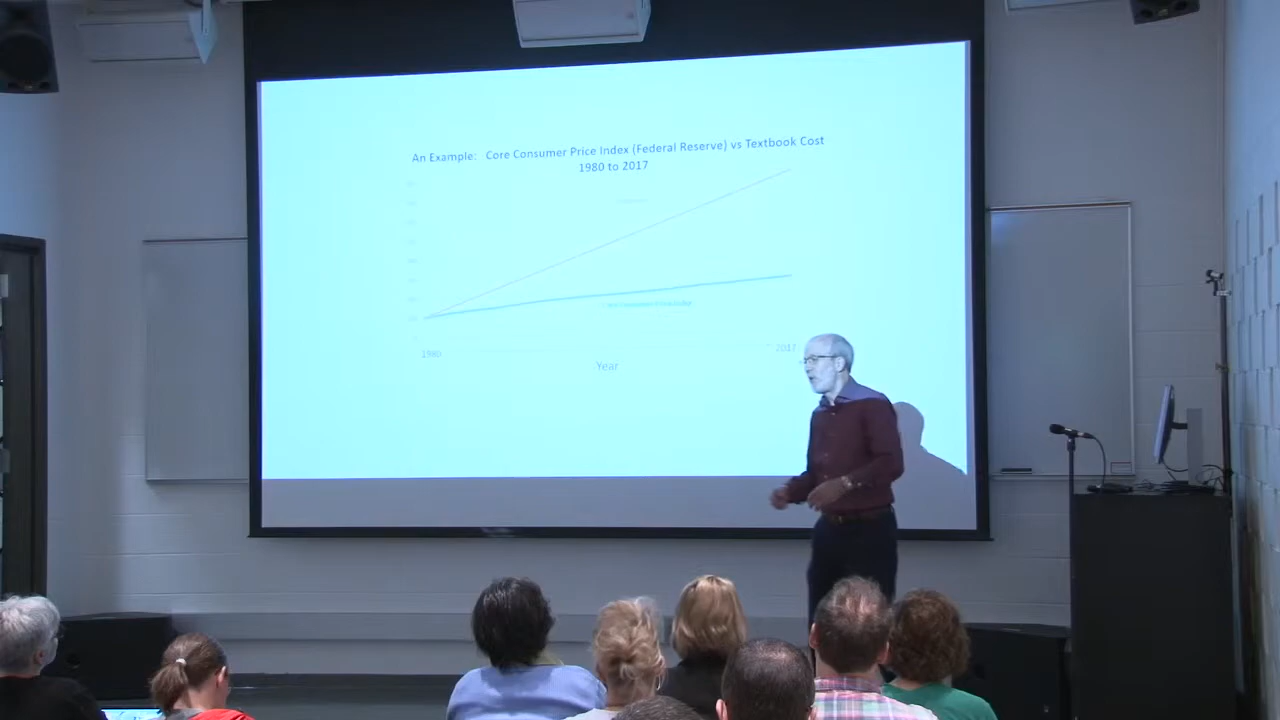 An Example: Core Consumer Price Index (Federal Reserve) vs Textbook Cost
1980 to 2017
1980
2017
Year